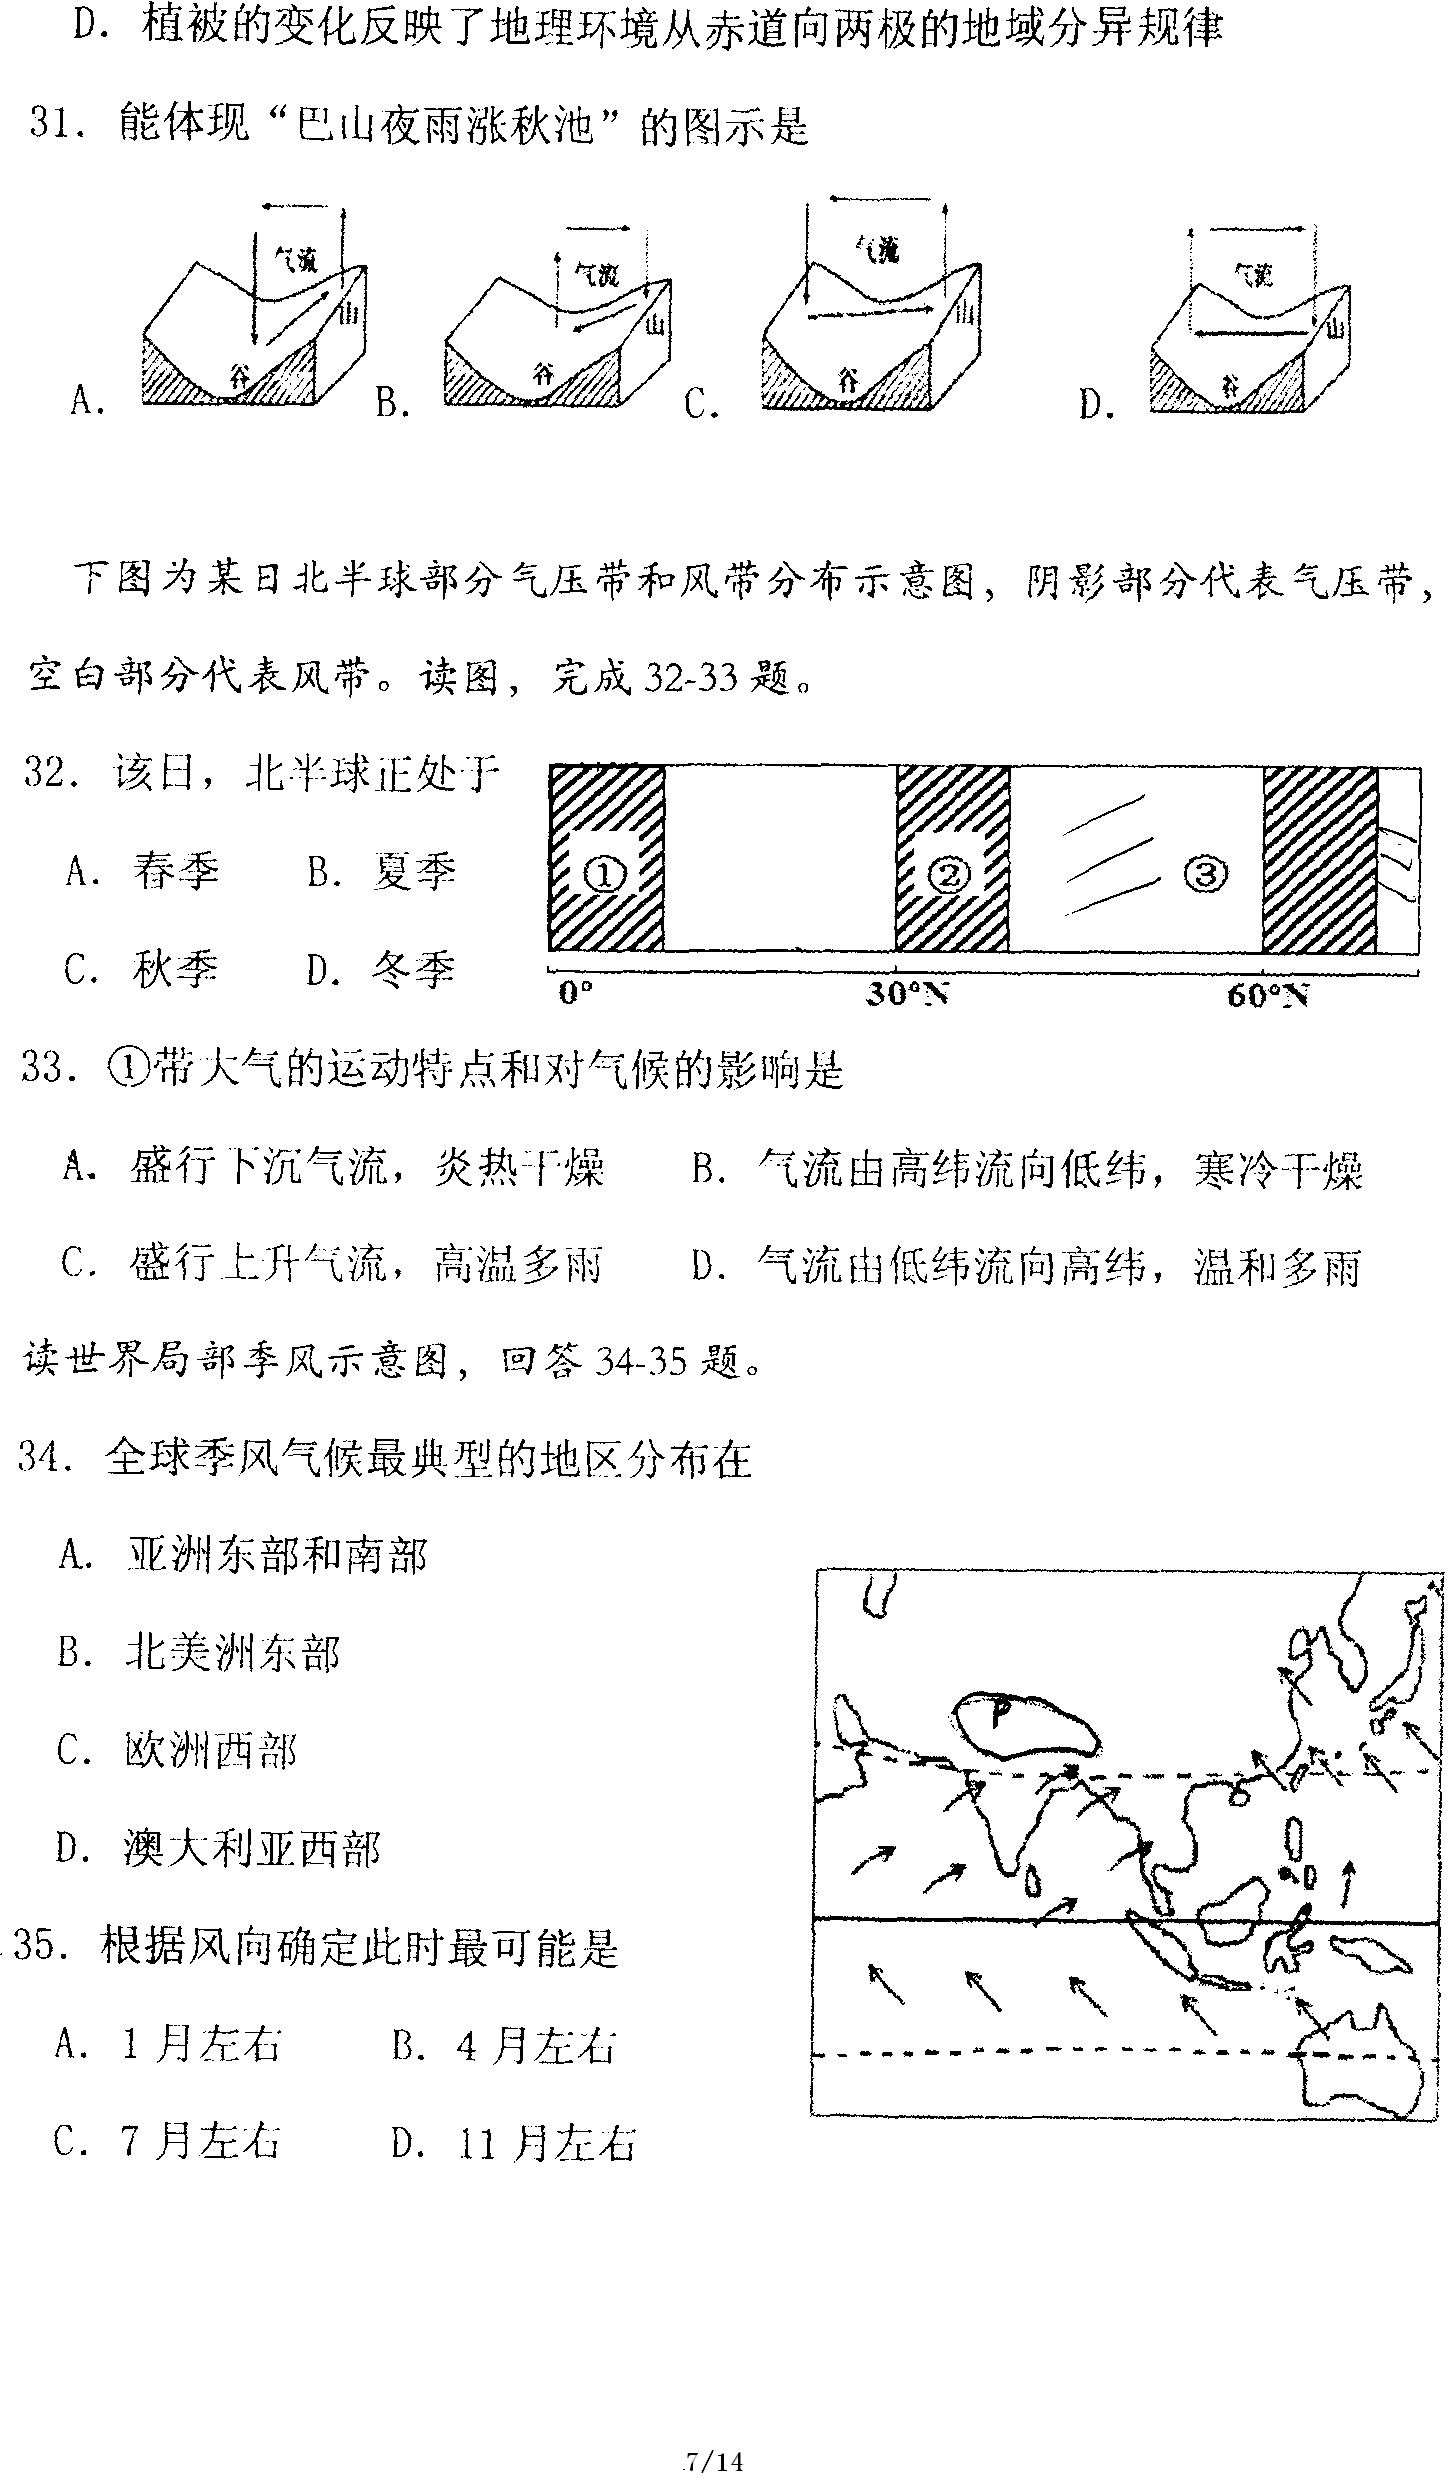 D. 植被的变化反映了地理环境从赤道向两极的地域分异规律
31. 能体现“巴山夜雨涨秋池”的图示是
气流 山 谷 气流 山 谷 气流 山 谷 气流 山 谷
A. B. C. D.
下图为某日北半球部分气压带和风带分布示意图，阴影部分代表气压带，
空白部分代表风带。读图，完成 32-33 题。
32. 该日，北半球正处于
A. 春季 B. 夏季
C. 秋季 D. 冬季
① ② ③
0° 30°N 60°N
33. ①带大气的运动特点和对气候的影响是
A. 盛行下沉气流，炎热干燥 B. 气流由高纬流向低纬，寒冷干燥
C. 盛行上升气流，高温多雨 D. 气流由低纬流向高纬，温和多雨
读世界局部季风示意图，回答 34-35 题。
34. 全球季风气候最典型的地区分布在
A. 亚洲东部和南部
B. 北美洲东部
C. 欧洲西部
D. 澳大利亚西部
P
35. 根据风向确定此时最可能是
A. 1 月左右 B. 4 月左右
C. 7 月左右 D. 11 月左右
7/14